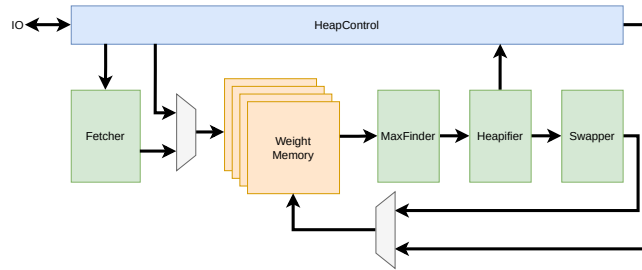 IO
HeapControl
Fetcher
Weight
Memory
MaxFinder
Heapifier
Swapper